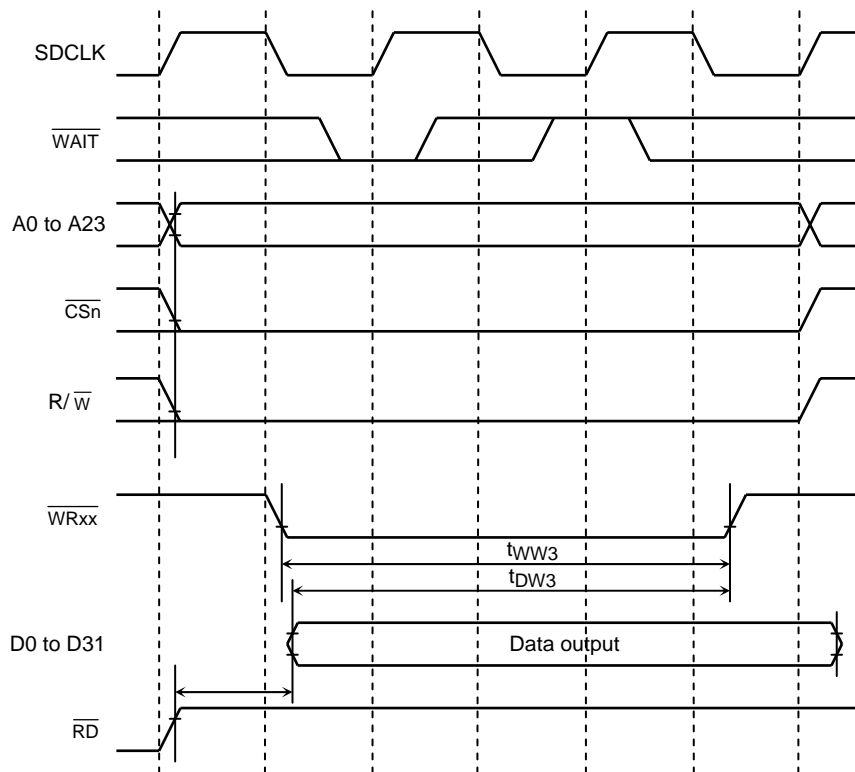 SDCLK
WAIT
A0 to A23
CSn
R/ W
WRxx
tWW3
tDW3
D0 to D31
Data output
RD